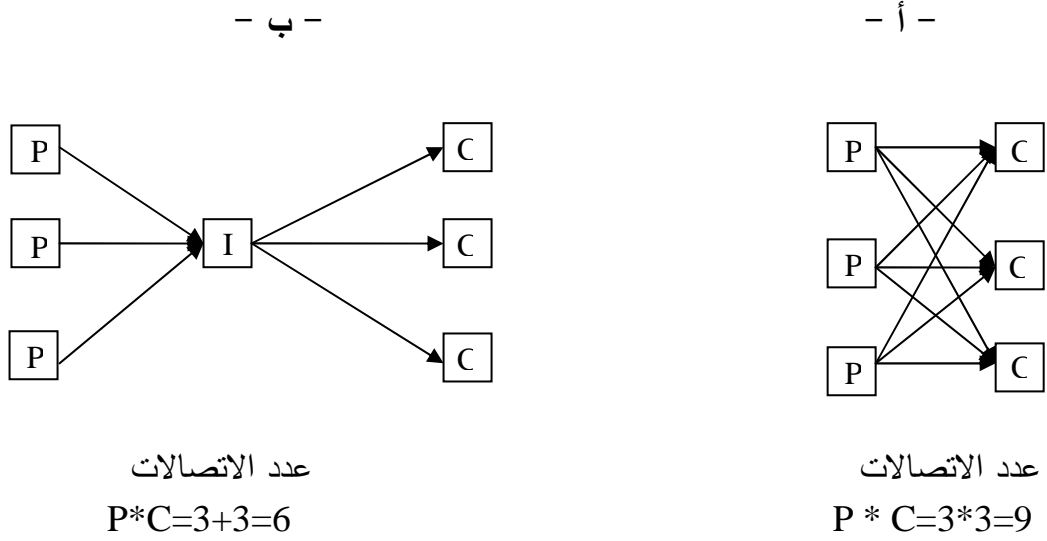 - أ -
- ب -
P C
P C
P C
P C
P I C
P C
عدد الاتصالات
P * C=3*3=9
عدد الاتصالات
P*C=3+3=6